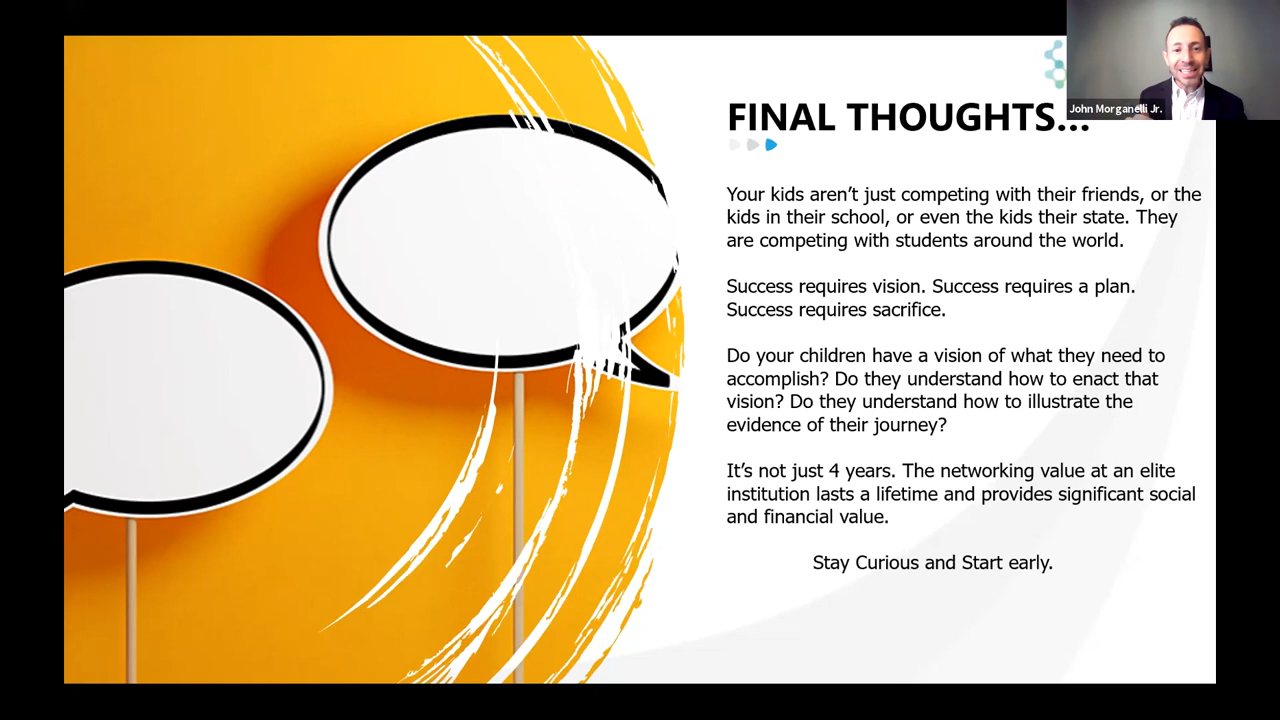 John Morganelli Jr.
FINAL THOUGHTS...
Your kids aren’t just competing with their friends, or the
kids in their school, or even the kids their state. They
are competing with students around the world.
Success requires vision. Success requires a plan.
Success requires sacrifice.
Do your children have a vision of what they need to
accomplish? Do they understand how to enact that
vision? Do they understand how to illustrate the
evidence of their journey?
It’s not just 4 years. The networking value at an elite
institution lasts a lifetime and provides significant social
and financial value.
Stay Curious and Start early.